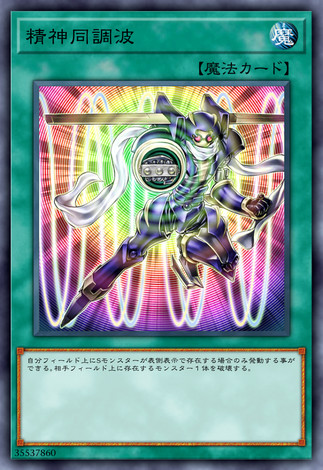 精神同調波
魔
【魔法カード】
自分フィールド上にSモンスターが表側表示で存在する場合のみ発動する事が
できる。相手フィールド上に存在するモンスター１体を破壊する。
35537860